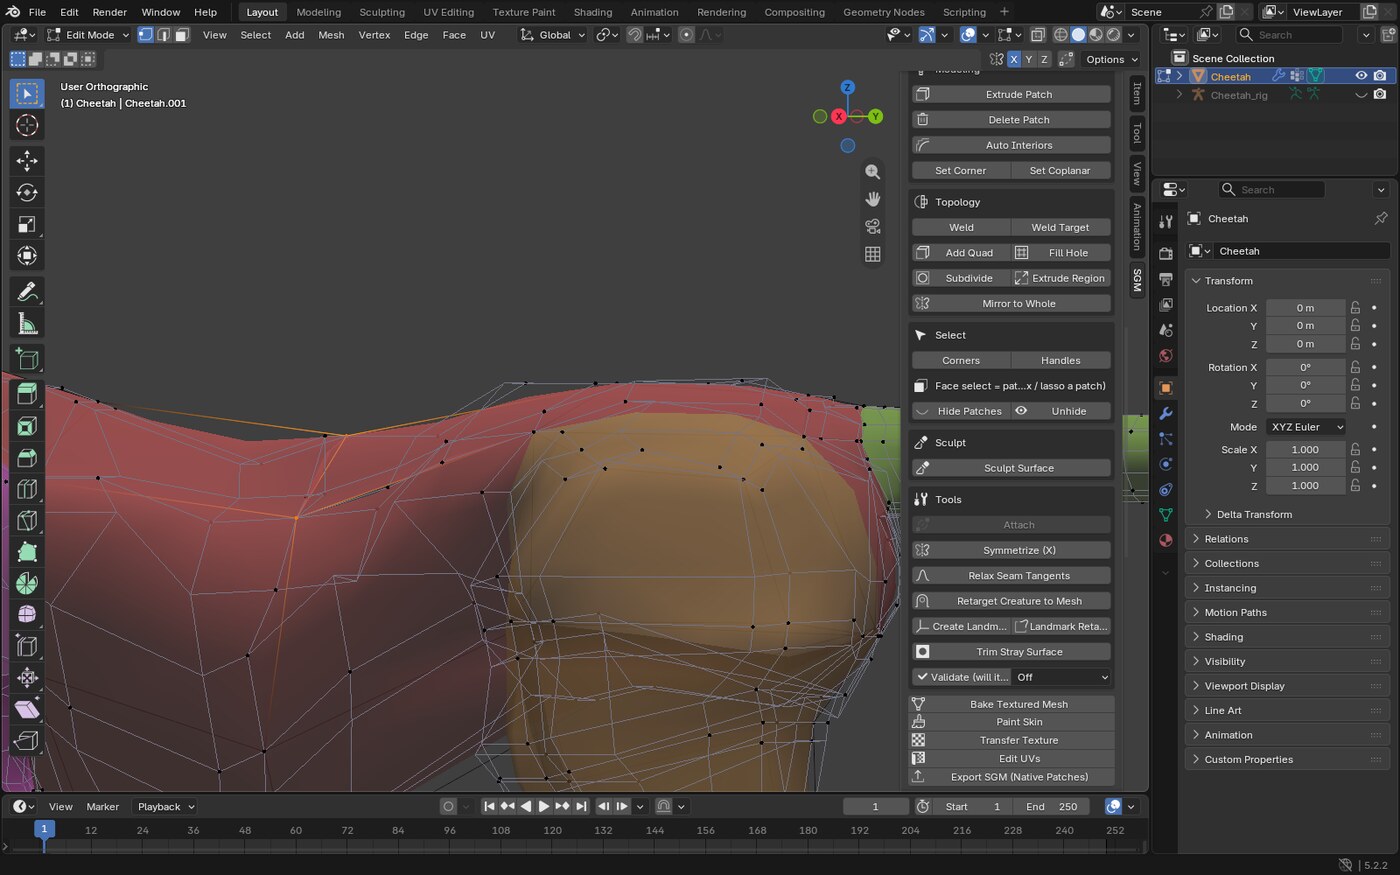 File Edit Render Window Help Layout Modeling Sculpting UV Editing Texture Paint Shading Animation Rendering Compositing Geometry Nodes Scripting + Scene ViewLayer
Edit Mode View Select Add Mesh Vertex Edge Face UV Global Search
X Y Z Options
User Orthographic
(1) Cheetah | Cheetah.001
Z
X
Y
Extrude Patch
Delete Patch
Auto Interiors
Set Corner Set Coplanar
Topology
Weld Weld Target
Add Quad Fill Hole
Subdivide Extrude Region
Mirror to Whole
Select
Corners Handles
Face select = pat...x / lasso a patch)
Hide Patches Unhide
Sculpt
Sculpt Surface
Tools
Attach
Symmetrize (X)
Relax Seam Tangents
Retarget Creature to Mesh
Create Landm... Landmark Reta...
Trim Stray Surface
Validate (will it... Off
Bake Textured Mesh
Paint Skin
Transfer Texture
Edit UVs
Export SGM (Native Patches)
Item
Tool
View
Animation
SGM
Scene Collection
Cheetah
Cheetah_rig
Search
Cheetah
Cheetah
Transform
Location X 0 m
Y 0 m
Z 0 m
Rotation X 0°
Y 0°
Z 0°
Mode XYZ Euler
Scale X 1.000
Y 1.000
Z 1.000
Delta Transform
Relations
Collections
Instancing
Motion Paths
Shading
Visibility
Viewport Display
Line Art
Animation
Custom Properties
View Marker Playback 1 Start 1 End 250
1 12 24 36 48 60 72 84 96 108 120 132 144 156 168 180 192 204 216 228 240 252
5.2.2